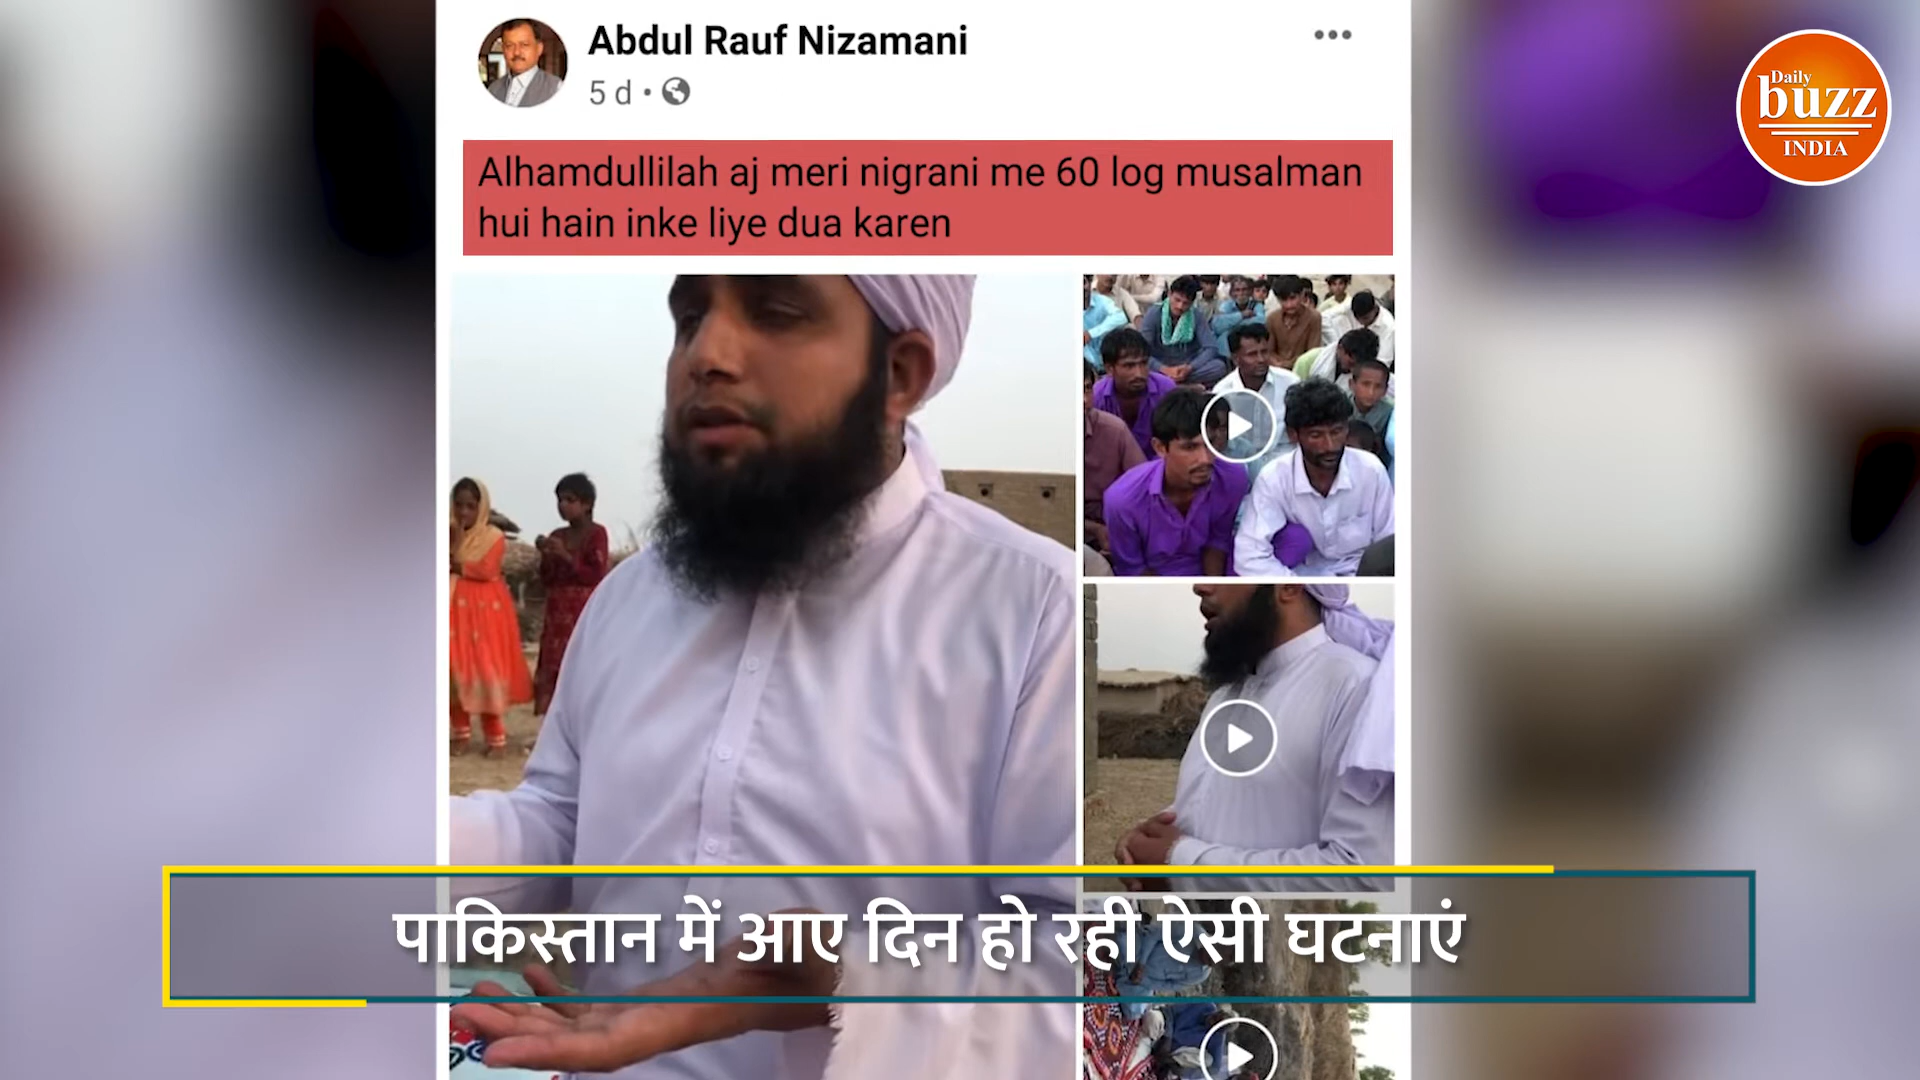 Abdul Rauf Nizamani
5 d •
Alhamdullilah aj meri nigrani me 60 log musalman
hui hain inke liye dua karen
Daily
buzz
INDIA
पाकिस्तान में आए दिन हो रही ऐसी घटनाएं